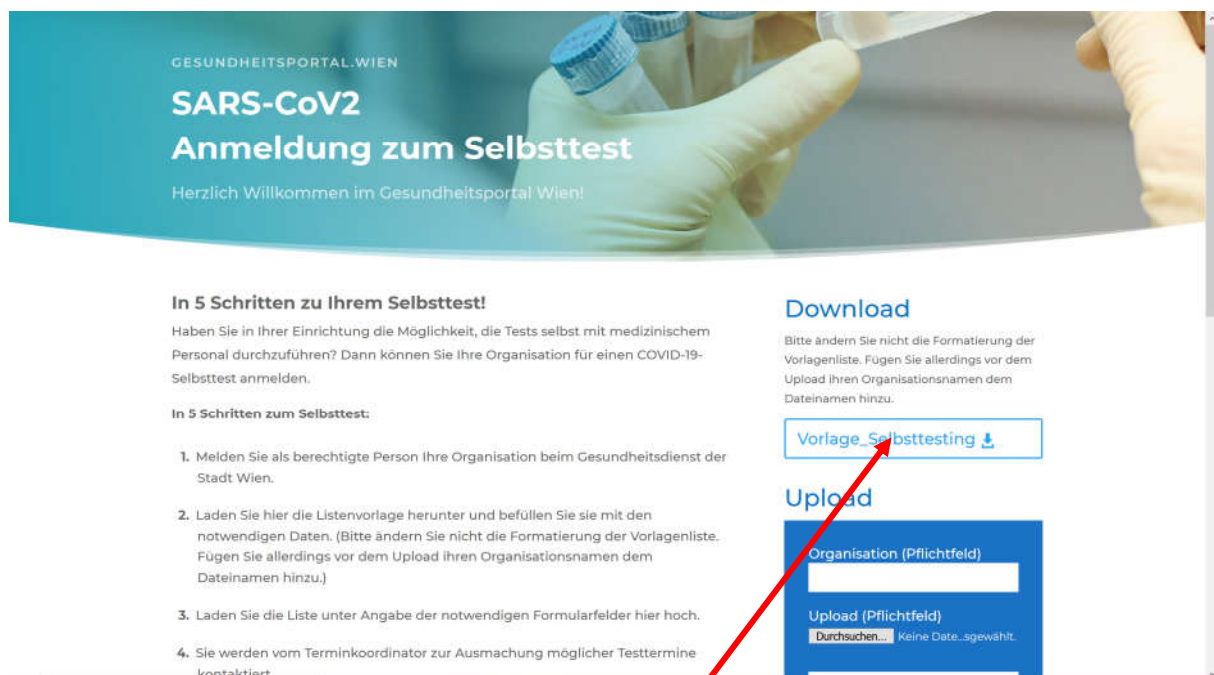 GESUNDHEITSPORTAL.WIEN
SARS-CoV2
Anmeldung zum Selbsttest
Herzlich Willkommen im Gesundheitsportal Wien!
In 5 Schritten zu Ihrem Selbsttest!
Haben Sie in Ihrer Einrichtung die Möglichkeit, die Tests selbst mit medizinischem
Personal durchzuführen? Dann können Sie Ihre Organisation für einen COVID-19-
Selbsttest anmelden.
In 5 Schritten zum Selbsttest:
1. Melden Sie als berechtigte Person Ihre Organisation beim Gesundheitsdienst der
Stadt Wien.
2. Laden Sie hier die Listenvorlage herunter und befüllen Sie sie mit den
notwendigen Daten. (Bitte ändern Sie nicht die Formatierung der Vorlagenliste.
Fügen Sie allerdings vor dem Upload ihren Organisationsnamen dem
Dateinamen hinzu.)
3. Laden Sie die Liste unter Angabe der notwendigen Formularfelder hier hoch.
4. Sie werden vom Terminkoordinator zur Ausmachung möglicher Testtermine
kontaktiert
Download
Bitte ändern Sie nicht die Formatierung der
Vorlagenliste. Fügen Sie allerdings vor dem
Upload ihren Organisationsnamen dem
Dateinamen hinzu.
Vorlage_Selbsttesting
Upload
Organisation (Pflichtfeld)
Upload (Pflichtfeld)
Durchsuchen... Keine Date...sgewählt.